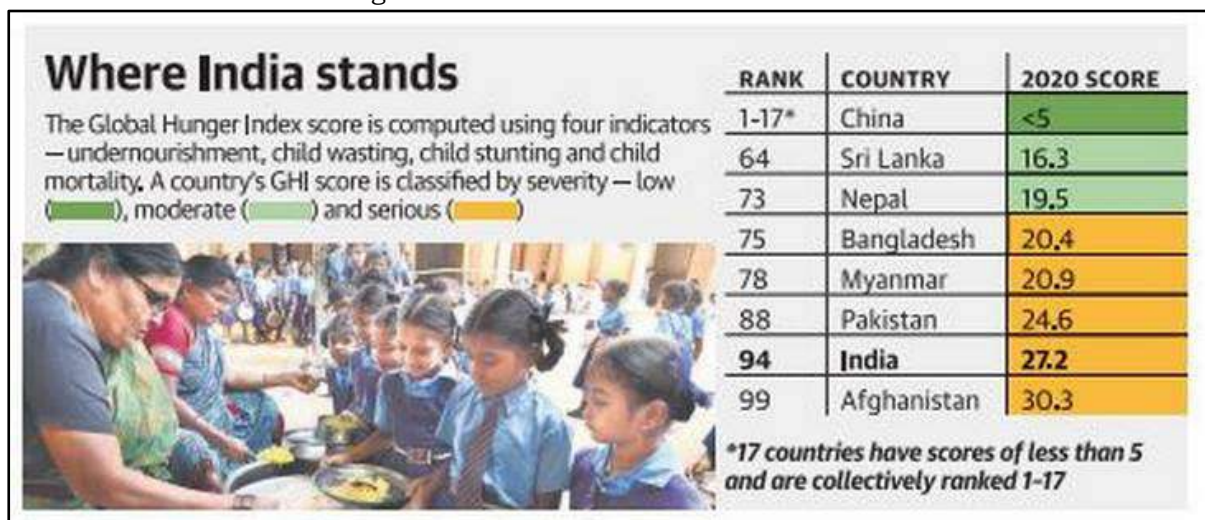 Where India stands
The Global Hunger Index score is computed using four indicators
— undernourishment, child wasting, child stunting and child
mortality. A country's GHI score is classified by severity — low
( ), moderate ( ) and serious ( )
RANK COUNTRY 2020 SCORE
1-17* China <5
64 Sri Lanka 16.3
73 Nepal 19.5
75 Bangladesh 20.4
78 Myanmar 20.9
88 Pakistan 24.6
94 India 27.2
99 Afghanistan 30.3
*17 countries have scores of less than 5
and are collectively ranked 1-17